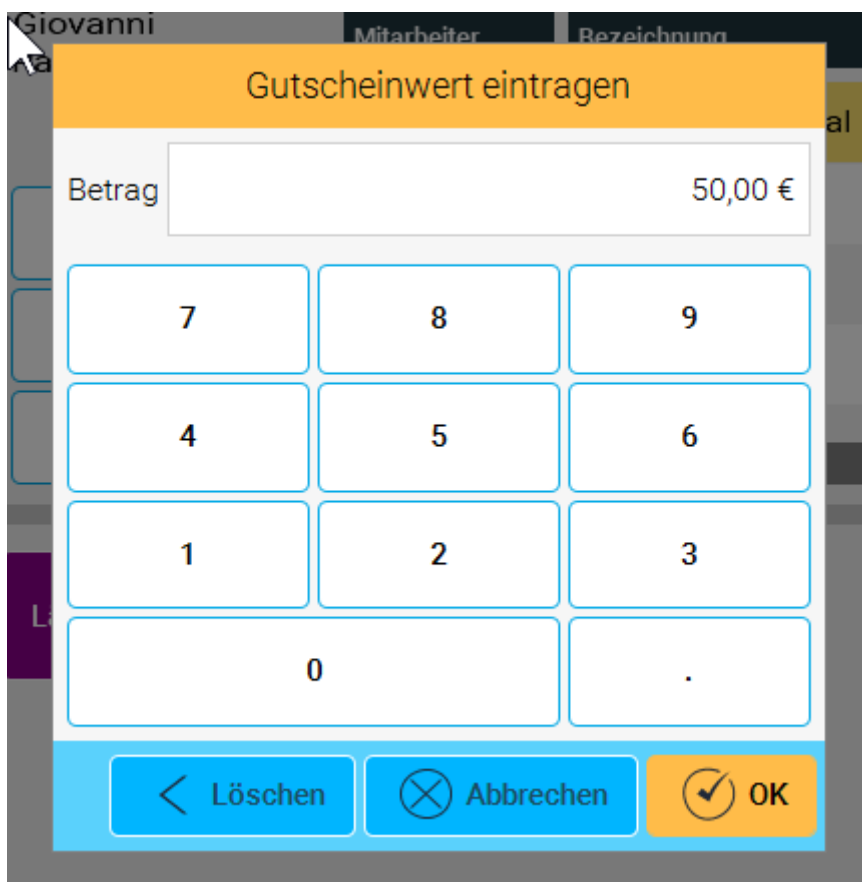 Giovanni
Mitarbeiter Bezeichnung
Gutscheinwert eintragen
al
Betrag 50,00 €
7 8 9
4 5 6
1 2 3
0 .
Löschen Abbrechen OK